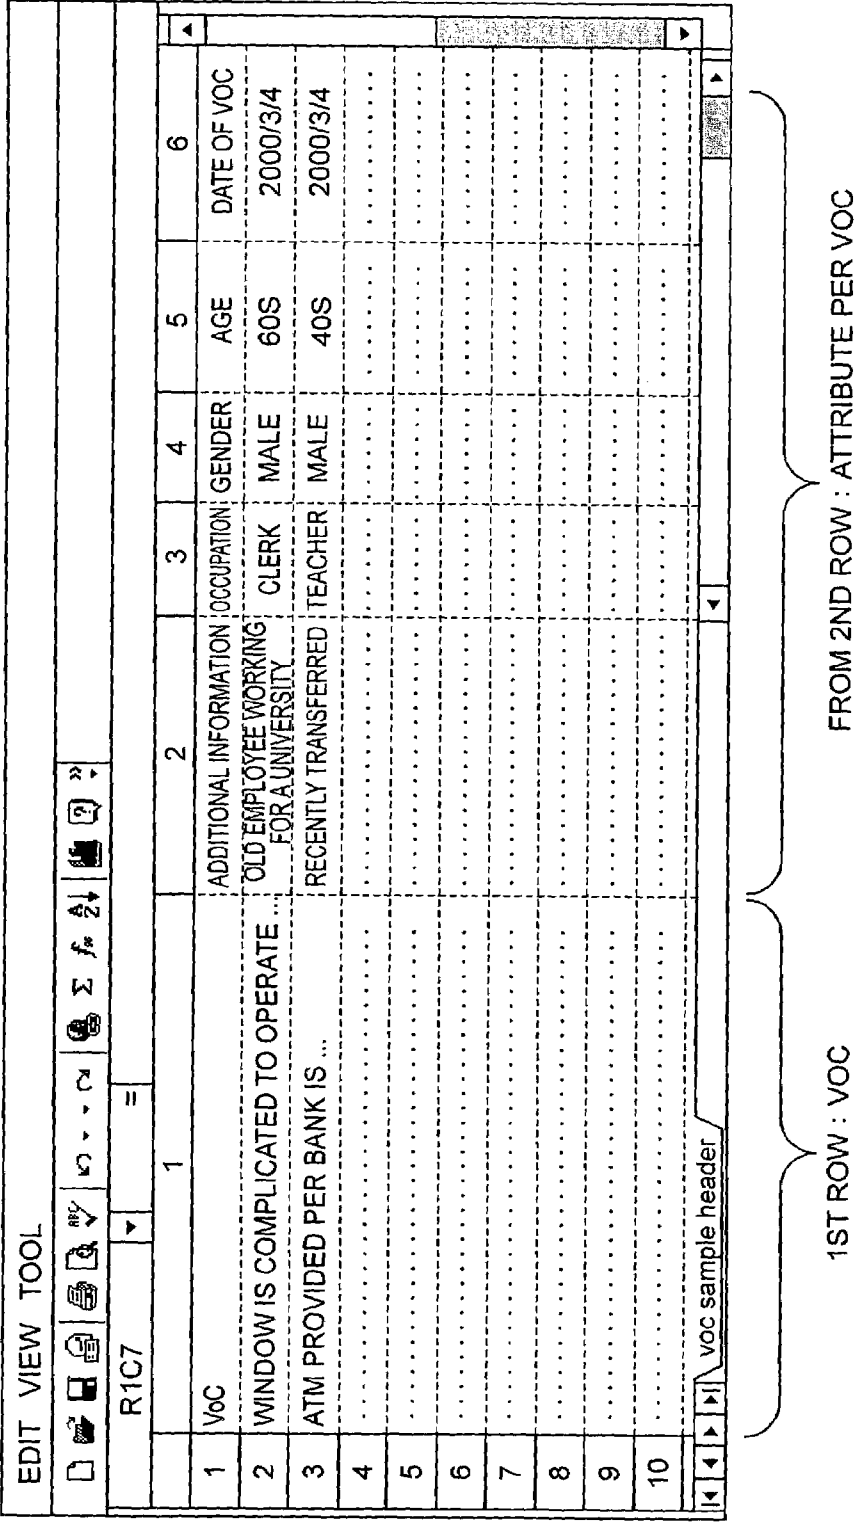 EDIT VIEW TOOL
R1C7 =
1 2 3 4 5 6
1 VoC ADDITIONAL INFORMATION OCCUPATION GENDER AGE DATE OF VOC
2 WINDOW IS COMPLICATED TO OPERATE ... OLD EMPLOYEE WORKING FOR A UNIVERSITY CLERK MALE 60S 2000/3/4
3 ATM PROVIDED PER BANK IS ... RECENTLY TRANSFERRED TEACHER MALE 40S 2000/3/4
4
5
6
7
8
9
10
voc sample header
1ST ROW : VOC
FROM 2ND ROW : ATTRIBUTE PER VOC